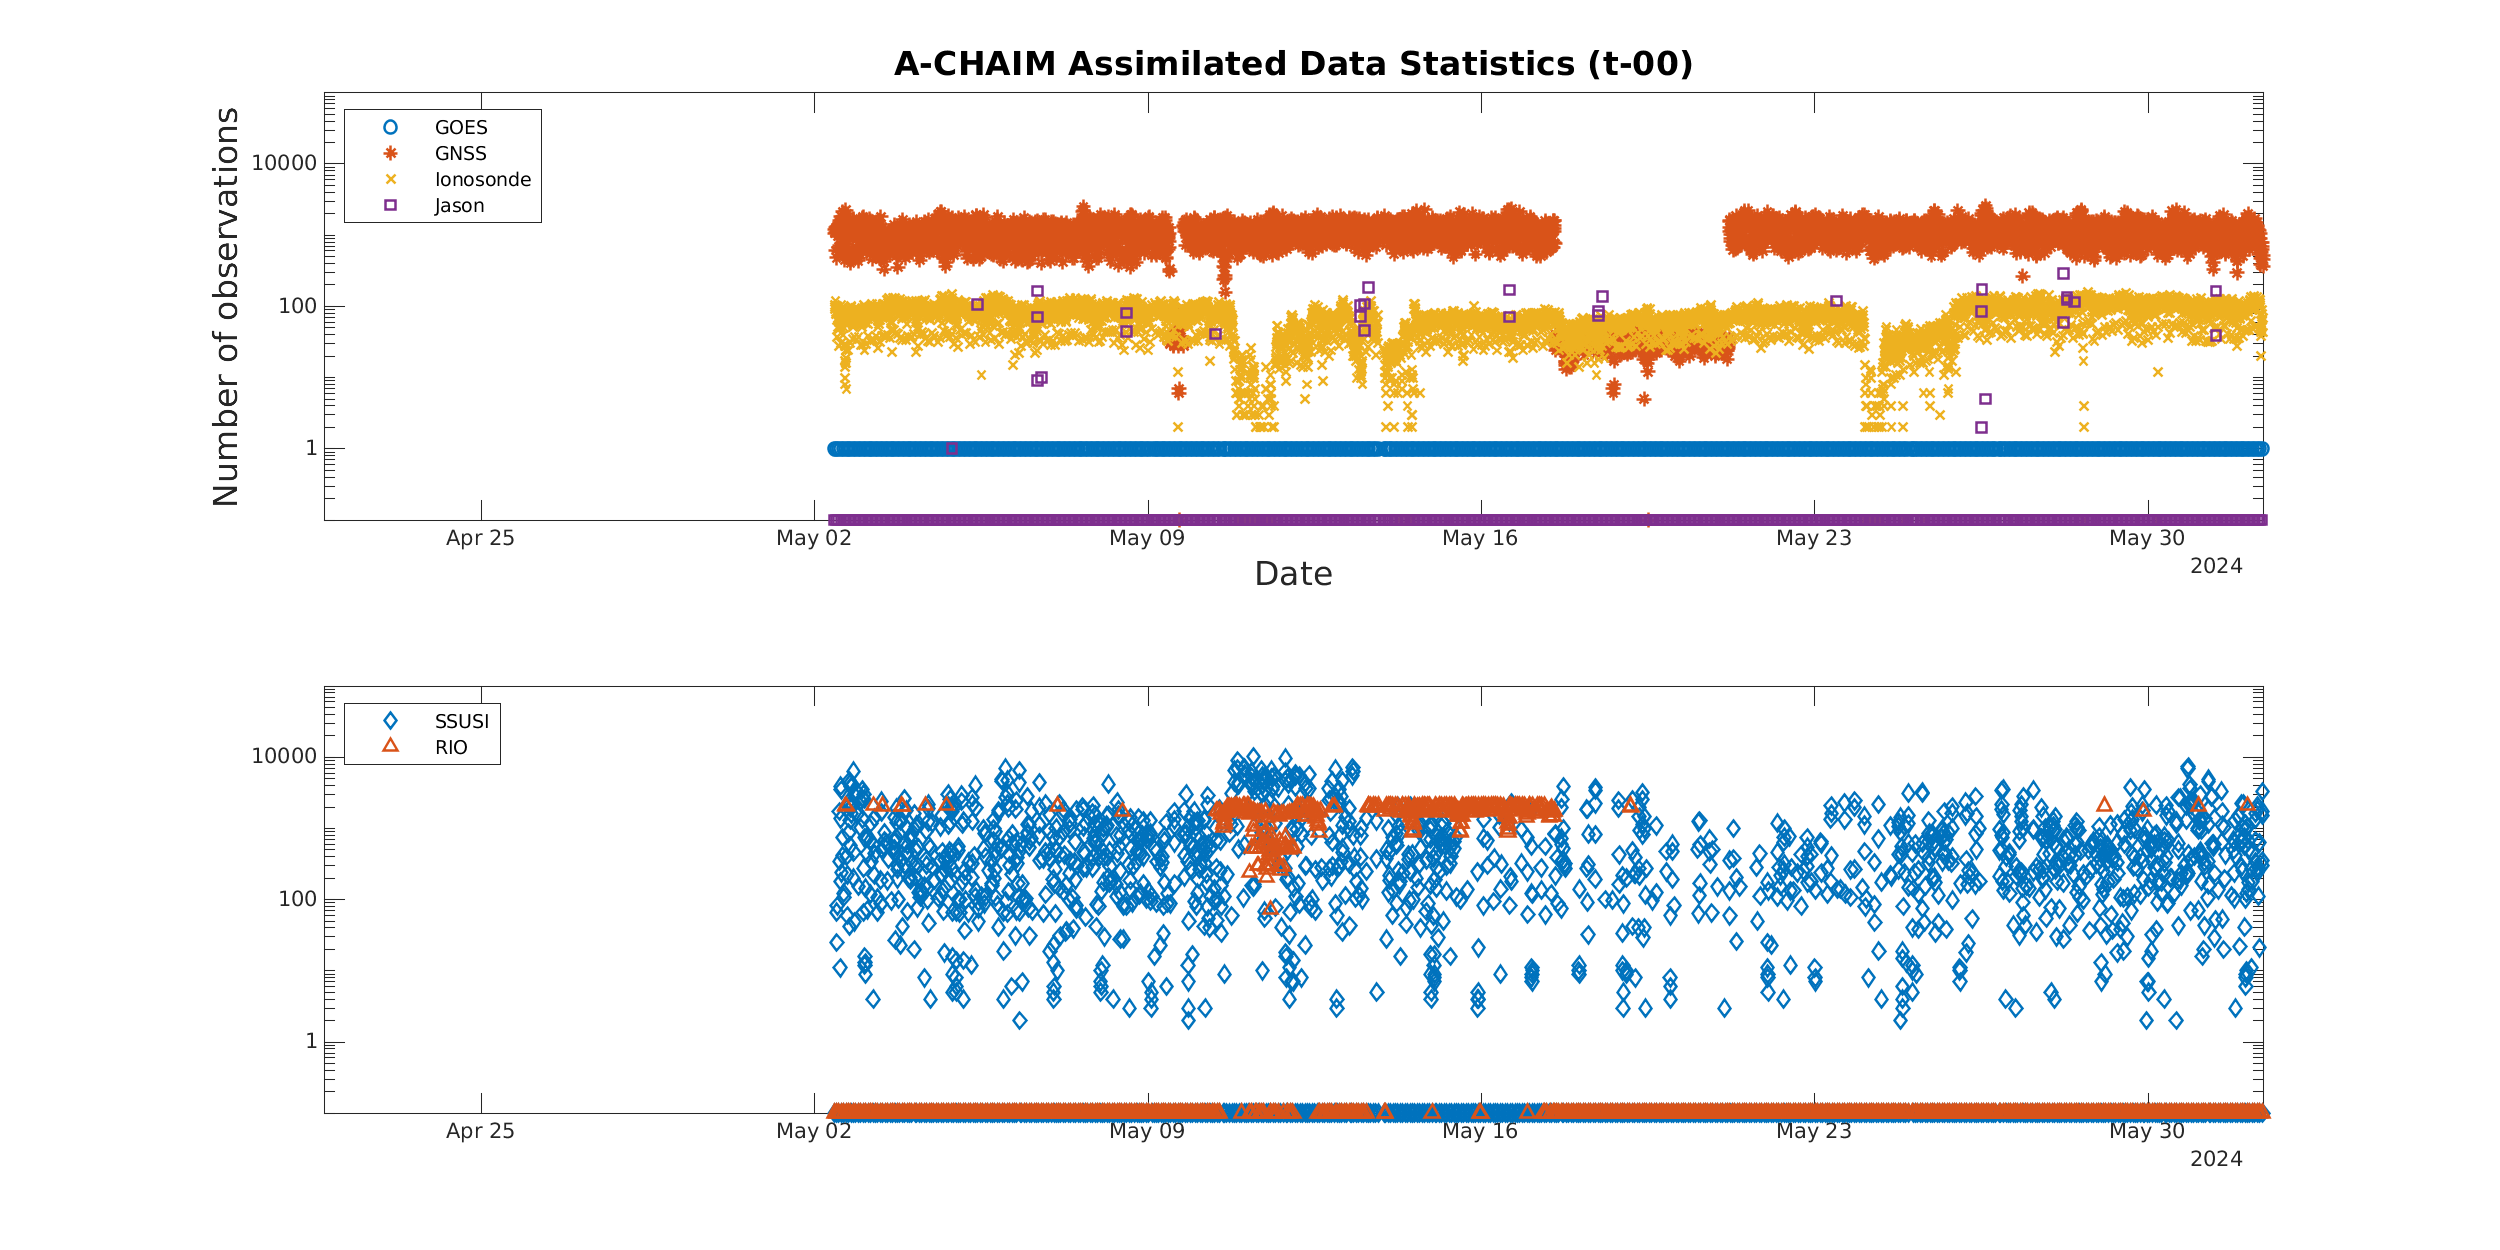 A-CHAIM Assimilated Data Statistics (t-00)
Number of observations
GOES
GNSS
Ionosonde
Jason
10000
100
1
Apr 25 May 02 May 09 May 16 May 23 May 30
2024
Date
SSUSI
RIO
10000
100
1
Apr 25 May 02 May 09 May 16 May 23 May 30
2024